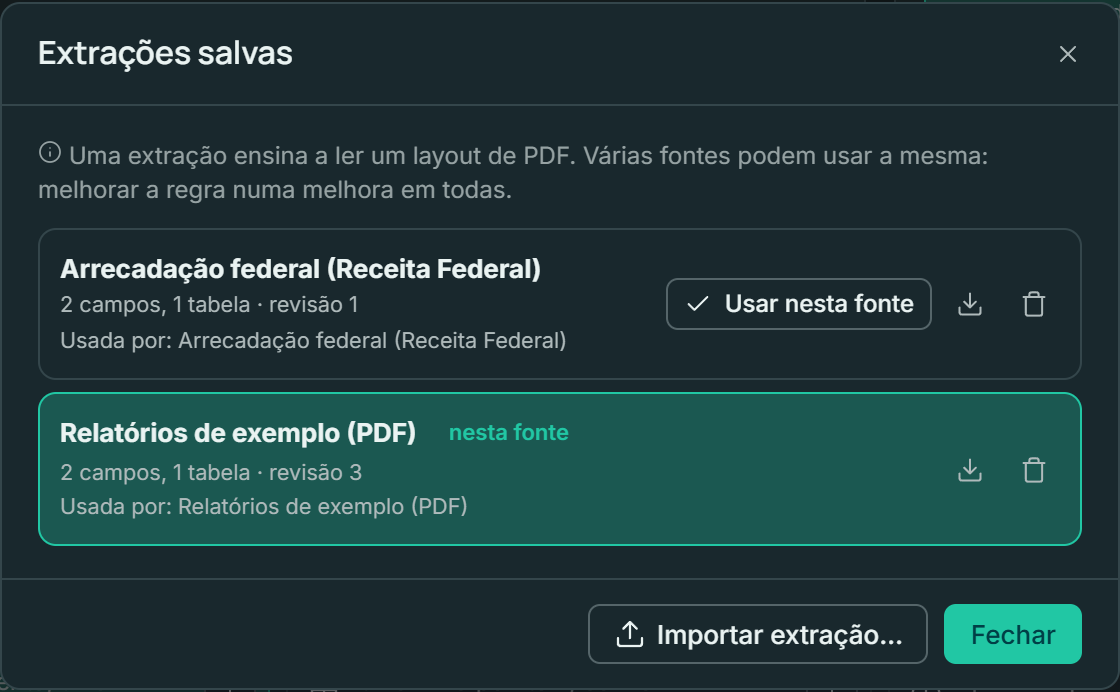 Extrações salvas
Uma extração ensina a ler um layout de PDF. Várias fontes podem usar a mesma:
melhorar a regra numa melhora em todas.
Arrecadação federal (Receita Federal)
2 campos, 1 tabela · revisão 1
Usada por: Arrecadação federal (Receita Federal)
Usar nesta fonte
Relatórios de exemplo (PDF) nesta fonte
2 campos, 1 tabela · revisão 3
Usada por: Relatórios de exemplo (PDF)
Importar extração...
Fechar